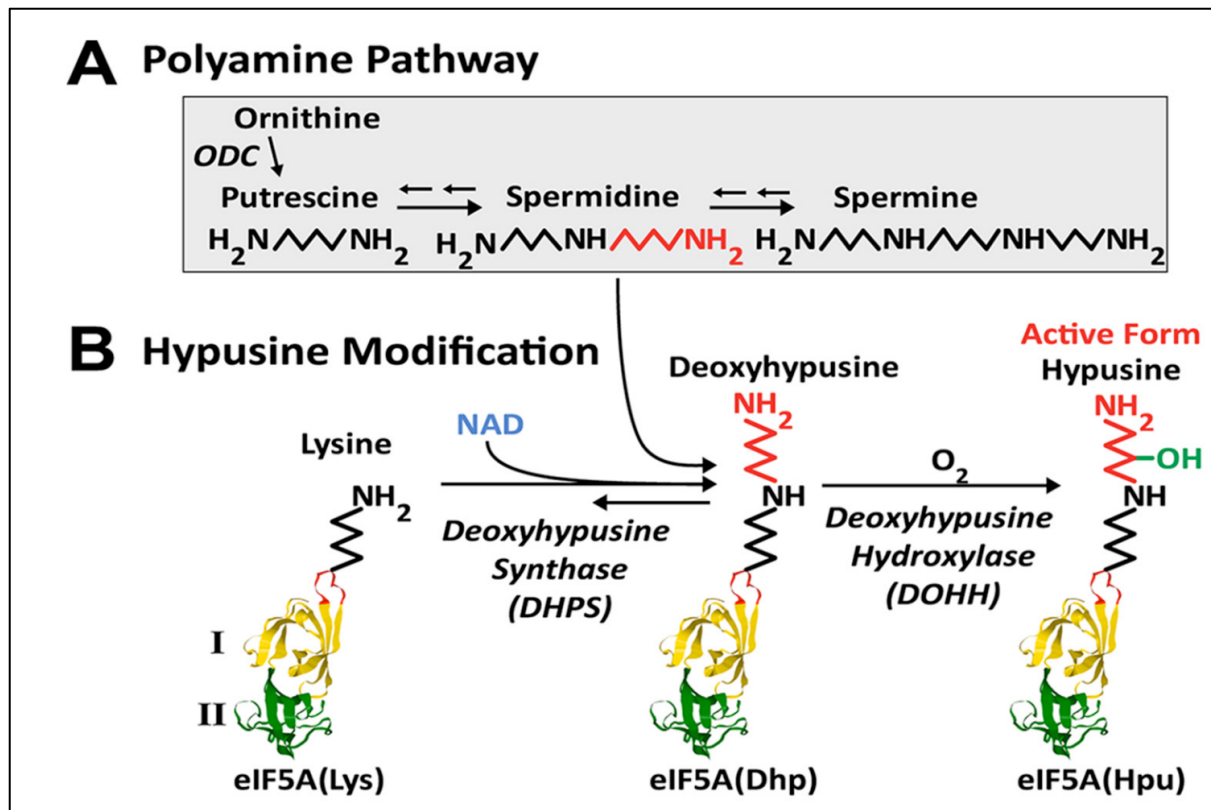 A Polyamine Pathway
Ornithine
ODC
Putrescine Spermidine Spermine
H2N NH2 H2N NH NH2 H2N NH NH NH2
B Hypusine Modification
Active Form
Deoxyhypusine Hypusine
NH2 NH2
NAD
Lysine
OH
O2
NH2 NH NH
Deoxyhypusine Deoxyhypusine
Synthase Hydroxylase
(DHPS) (DOHH)
I
II
eIF5A(Lys) eIF5A(Dhp) eIF5A(Hpu)